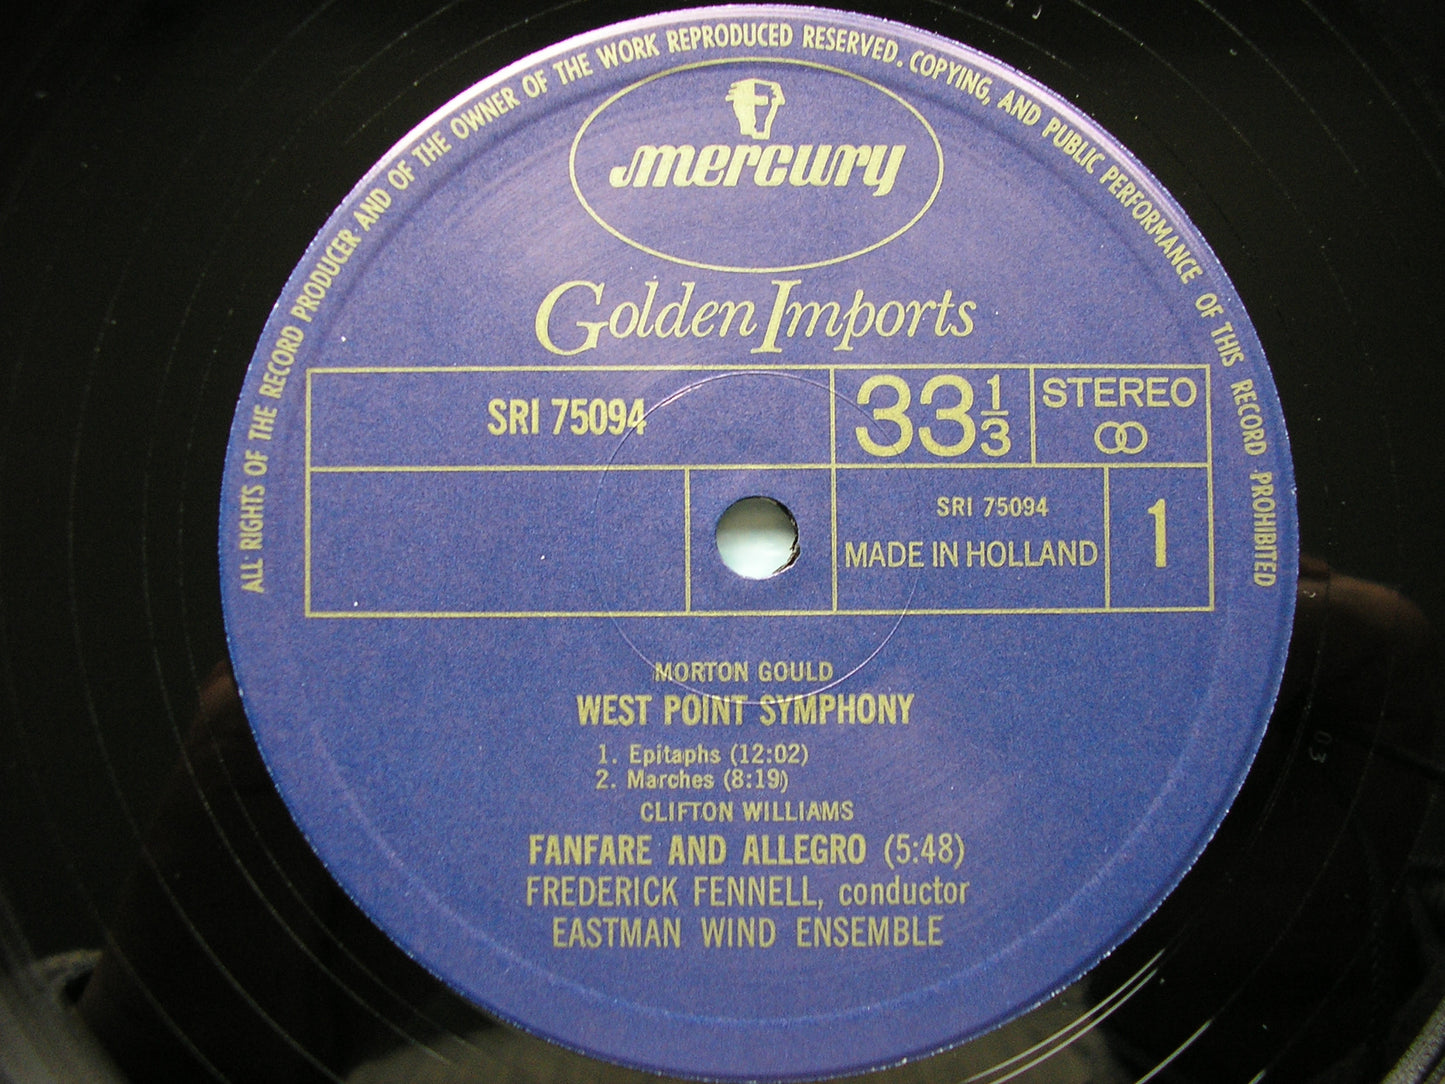 ALL RIGHTS OF THE RECORD PRODUCER AND OF THE OWNER OF THE WORK REPRODUCED RESERVED. COPYING, AND PUBLIC PERFORMANCE OF THIS RECORD PROHIBITED
mercury
Golden Imports
SRI 75094
33 1/3
STEREO
SRI 75094
MADE IN HOLLAND
1
MORTON GOULD
WEST POINT SYMPHONY
1. Epitaphs (12:02)
2. Marches (8:19)
CLIFTON WILLIAMS
FANFARE AND ALLEGRO (5:48)
FREDERICK FENNELL, conductor
EASTMAN WIND ENSEMBLE